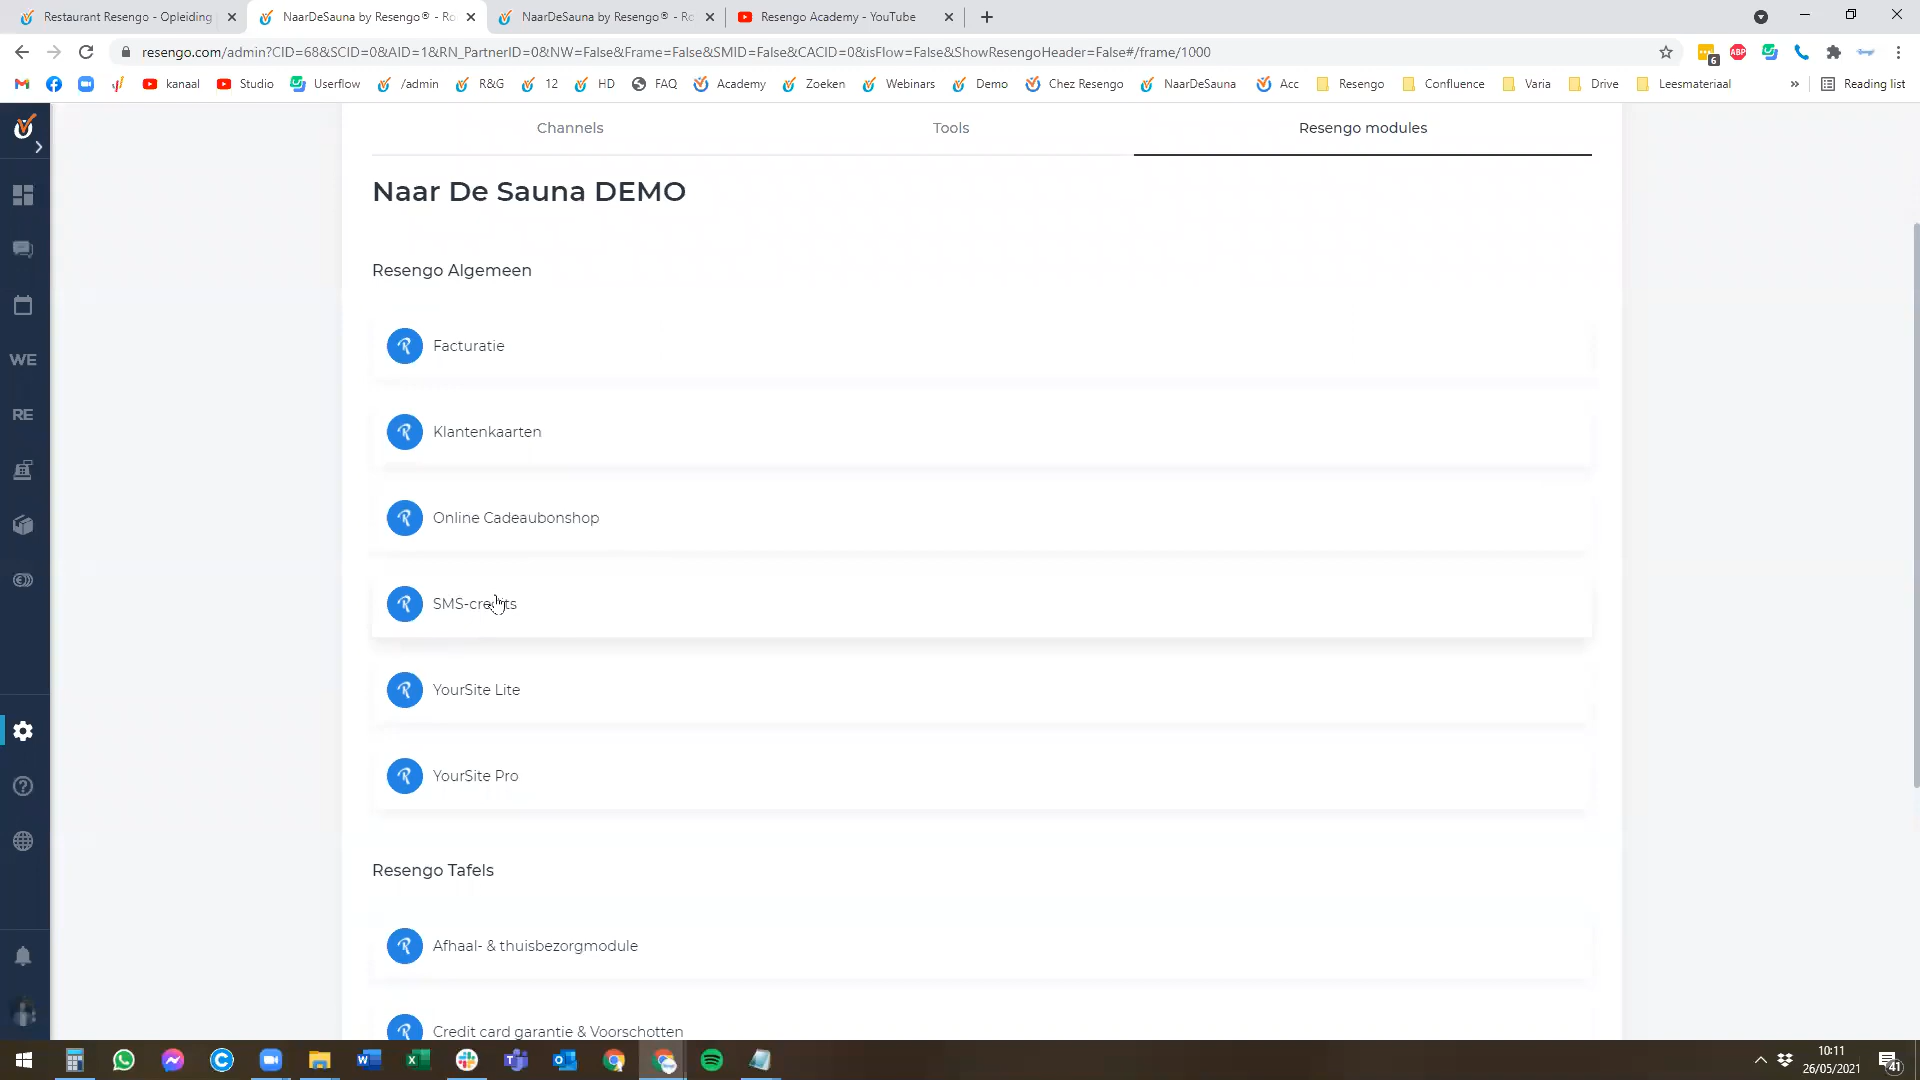 Restaurant Resengo - Opleiding
NaarDeSauna by Resengo® - Ro
NaarDeSauna by Resengo® - Ro
Resengo Academy - YouTube
resengo.com/admin?CID=68&SCID=0&AID=1&RN_PartnerID=0&NW=False&Frame=False&SMID=False&CACID=0&isFlow=False&ShowResengoHeader=False#/frame/1000
6
ABP
kanaal
Studio
Userflow
/admin
R&G
12
HD
FAQ
Academy
Zoeken
Webinars
Demo
Chez Resengo
NaarDeSauna
Acc
Resengo
Confluence
Varia
Drive
Leesmateriaal
»
Reading list
Channels
Tools
Resengo modules
Naar De Sauna DEMO
Resengo Algemeen
Facturatie
Klantenkaarten
Online Cadeaubonshop
SMS-credits
YourSite Lite
YourSite Pro
Resengo Tafels
Afhaal- & thuisbezorgmodule
Credit card garantie & Voorschotten
WE
RE
10:11
26/05/2021
41